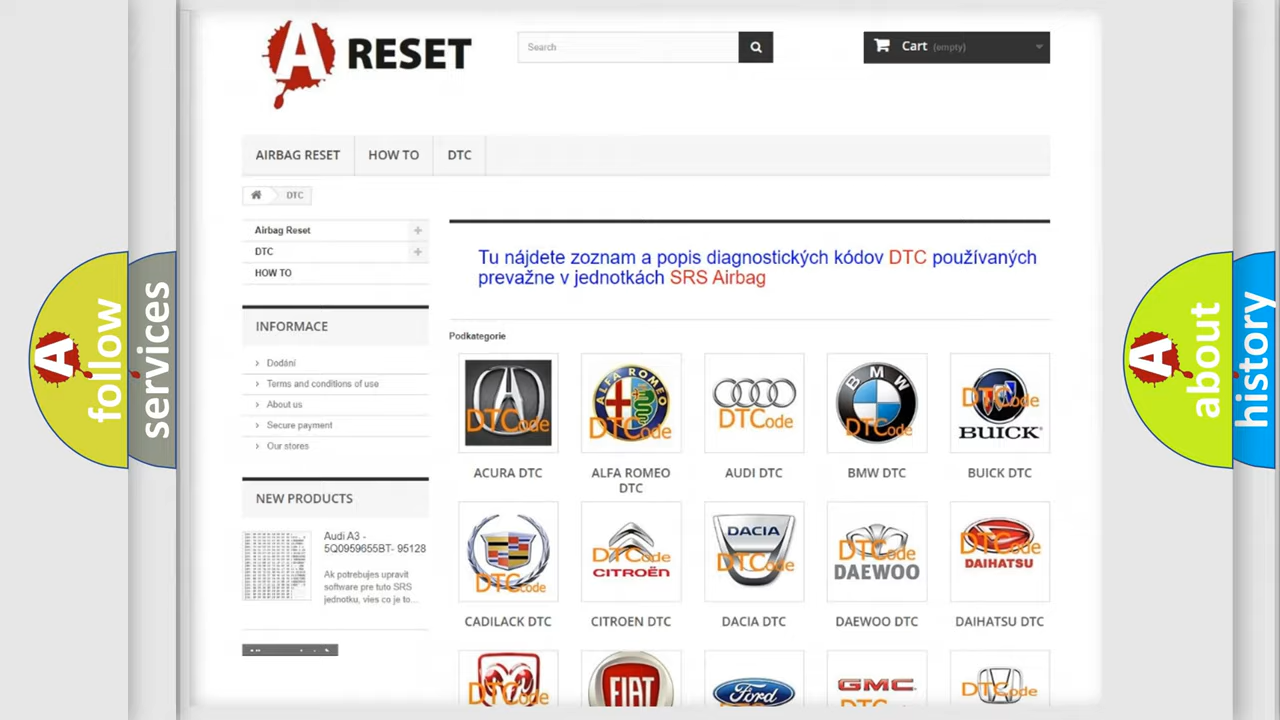 A RESET
Search
Cart (empty)
AIRBAG RESET
HOW TO
DTC
DTC
Airbag Reset
DTC
HOW TO
INFORMACE
Dodání
Terms and conditions of use
About us
Secure payment
Our stores
NEW PRODUCTS
Audi A3 -
5Q0959655BT- 95128
Ak potrebujes upravit
software pre tuto SRS
jednotku, vies co je to...
Tu nájdete zoznam a popis diagnostických kódov DTC používaných
prevažne v jednotkách SRS Airbag
Podkategorie
DTCode
ALFA ROMEO
DTCode
DTCode
BMW
DTCode
DTCode
BUICK
ACURA DTC
ALFA ROMEO
DTC
AUDI DTC
BMW DTC
BUICK DTC
DTCode
DTCode
CITROËN
DACIA
DTCode
DTCode
DAEWOO
DTCode
DAIHATSU
CADILACK DTC
CITROEN DTC
DACIA DTC
DAEWOO DTC
DAIHATSU DTC
DTCode
FIAT
Ford
GMC
DTCode
A follow
services
A about
history